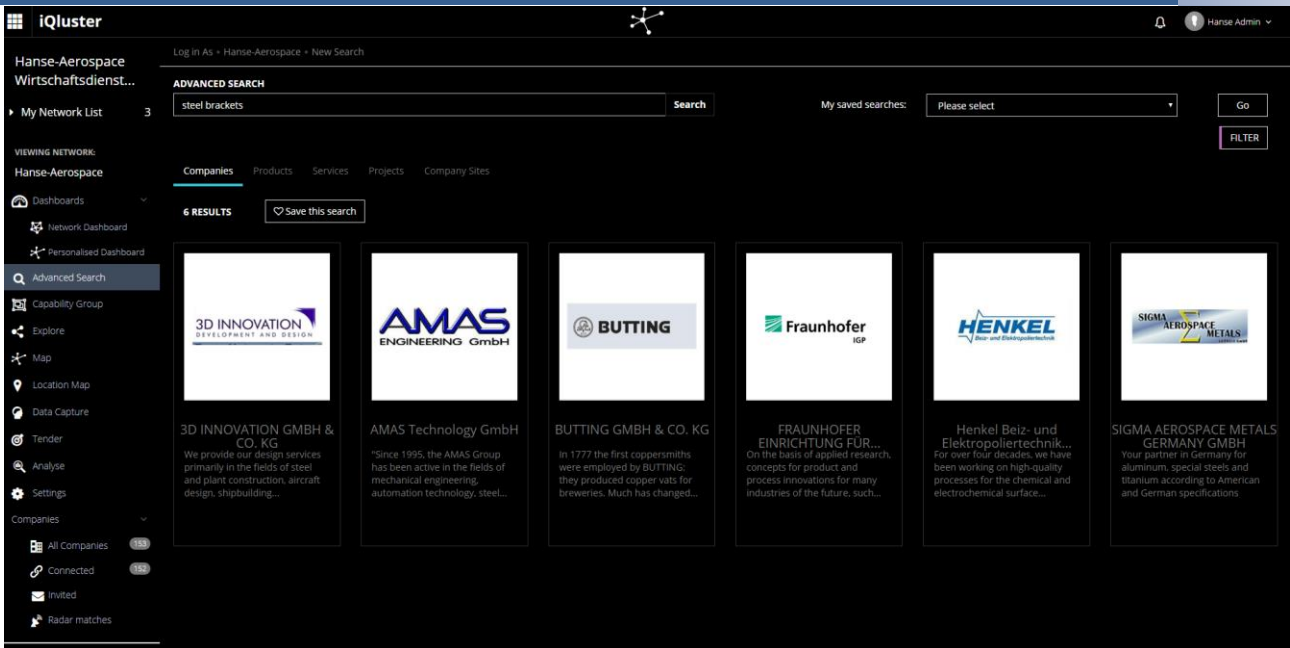 iQluster
Hanse Admin
Hanse-Aerospace
Wirtschaftsdienst...
My Network List 3
VIEWING NETWORK:
Hanse-Aerospace
Dashboards
Network Dashboard
Personalised Dashboard
Advanced Search
Capability Group
Explore
Map
Location Map
Data Capture
Tender
Analyse
Settings
Companies
All Companies 153
Connected 152
Invited
Radar matches
Log in As • Hanse-Aerospace • New Search
ADVANCED SEARCH
steel brackets Search My saved searches: Please select Go
FILTER
Companies Products Services Projects Company Sites
6 RESULTS Save this search
3D INNOVATION
DEVELOPMENT AND DESIGN
3D INNOVATION GMBH &
CO. KG
We provide our design services
primarily in the fields of steel
and plant construction, aircraft
design, shipbuilding...
AMAS
ENGINEERING GmbH
AMAS Technology GmbH
"Since 1995, the AMAS Group
has been active in the fields of
mechanical engineering,
automation technology, steel...
BUTTING
BUTTING GMBH & CO. KG
In 1777 the first coppersmiths
were employed by BUTTING:
they produced copper vats for
breweries. Much has changed...
Fraunhofer
IGP
FRAUNHOFER
EINRICHTUNG FÜR...
On the basis of applied research,
concepts for product and
process innovations for many
industries of the future, such...
HENKEL
Beiz- und Elektropoliertechnik
Henkel Beiz- und
Elektropoliertechnik...
For over four decades, we have
been working on high-quality
processes for the chemical and
electrochemical surface...
SIGMA
AEROSPACE
METALS
SIGMA AEROSPACE METALS
GERMANY GMBH
Your partner in Germany for
aluminum, special steels and
titanium according to American
and German specifications